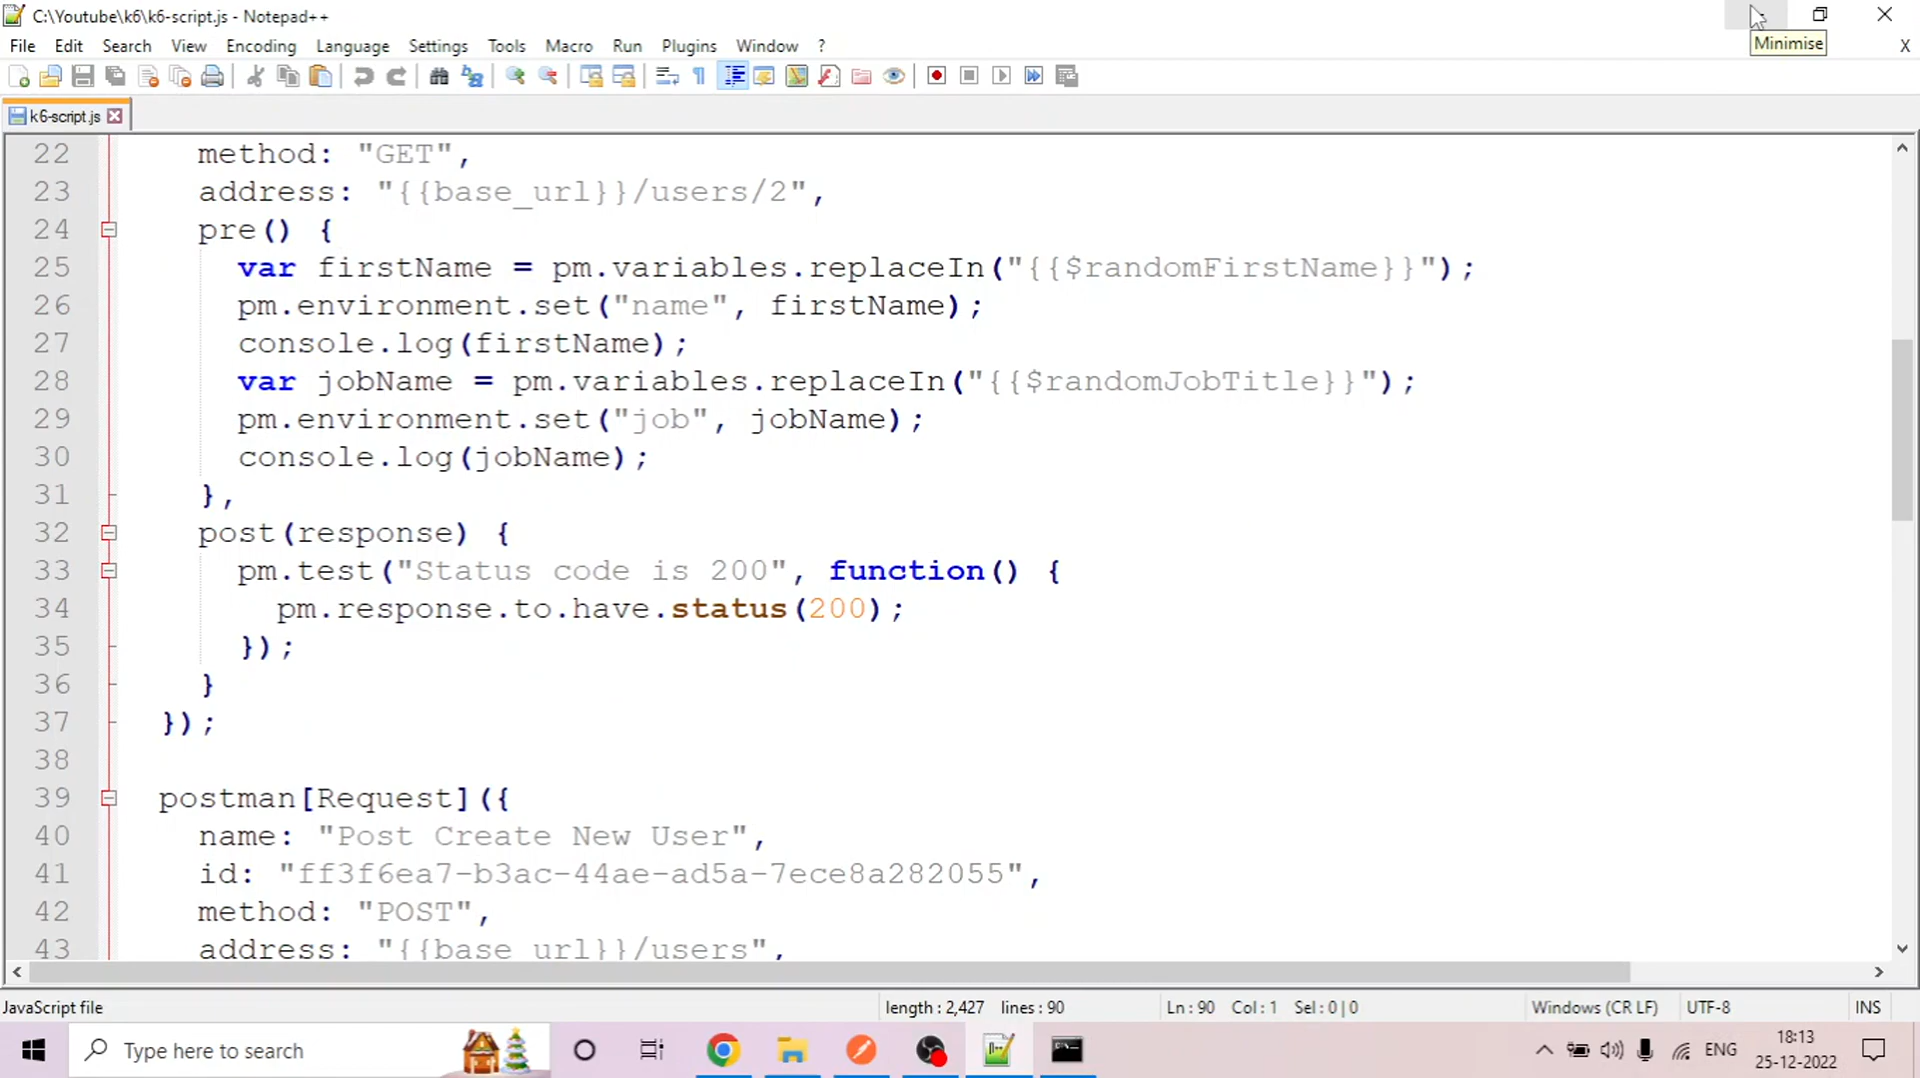 C:\Youtube\k6\k6-script.js - Notepad++
Minimise
File Edit Search View Encoding Language Settings Tools Macro Run Plugins Window ?
X
k6-script.js
22 method: "GET",
23 address: "{{base_url}}/users/2",
24 pre() {
25 var firstName = pm.variables.replaceIn("{{$randomFirstName}}");
26 pm.environment.set("name", firstName);
27 console.log(firstName);
28 var jobName = pm.variables.replaceIn("{{$randomJobTitle}}");
29 pm.environment.set("job", jobName);
30 console.log(jobName);
31 },
32 post(response) {
33 pm.test("Status code is 200", function() {
34 pm.response.to.have.status(200);
35 });
36 }
37 });
38
39 postman[Request]({
40 name: "Post Create New User",
41 id: "ff3f6ea7-b3ac-44ae-ad5a-7ece8a282055",
42 method: "POST",
43 address: "{{base_url}}/users",
JavaScript file length : 2,427 lines : 90 Ln : 90 Col : 1 Sel : 0 | 0 Windows (CR LF) UTF-8 INS
Type here to search
ENG
18:13
25-12-2022